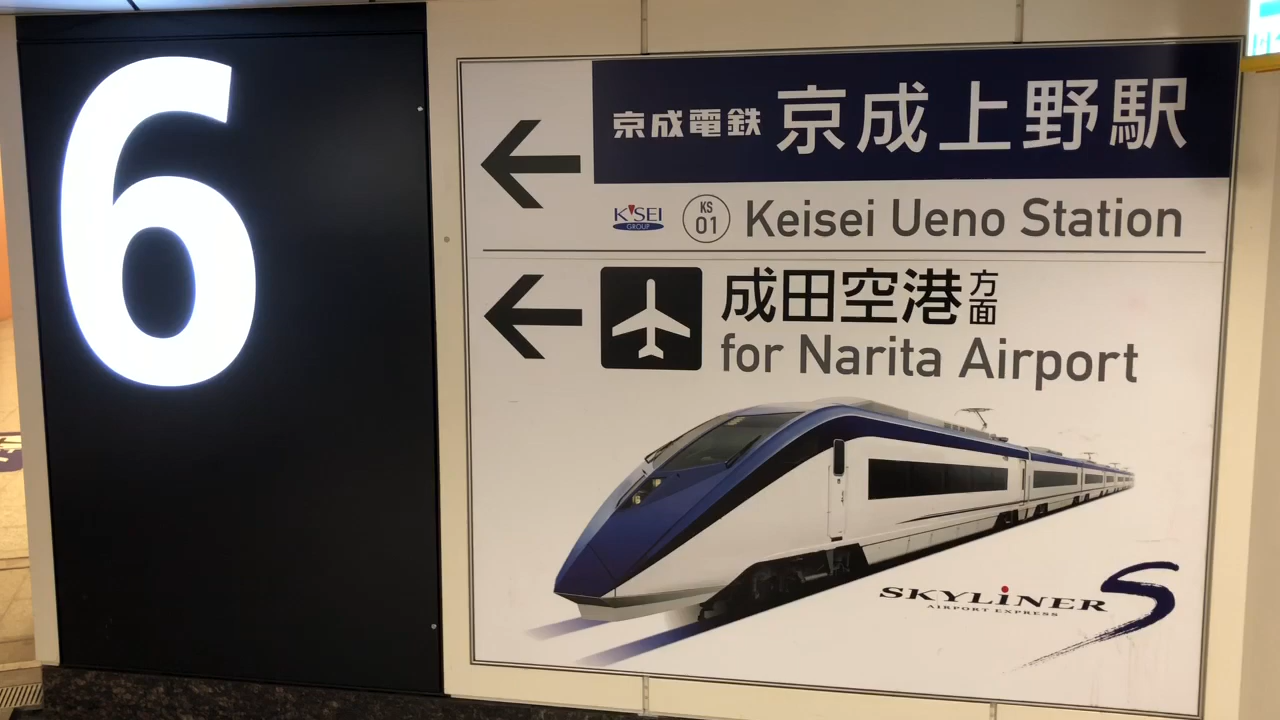 6
京成電鉄 京成上野駅
K'SEI GROUP KS 01 Keisei Ueno Station
成田空港方面
for Narita Airport
SKYLiNER S
AIRPORT EXPRESS